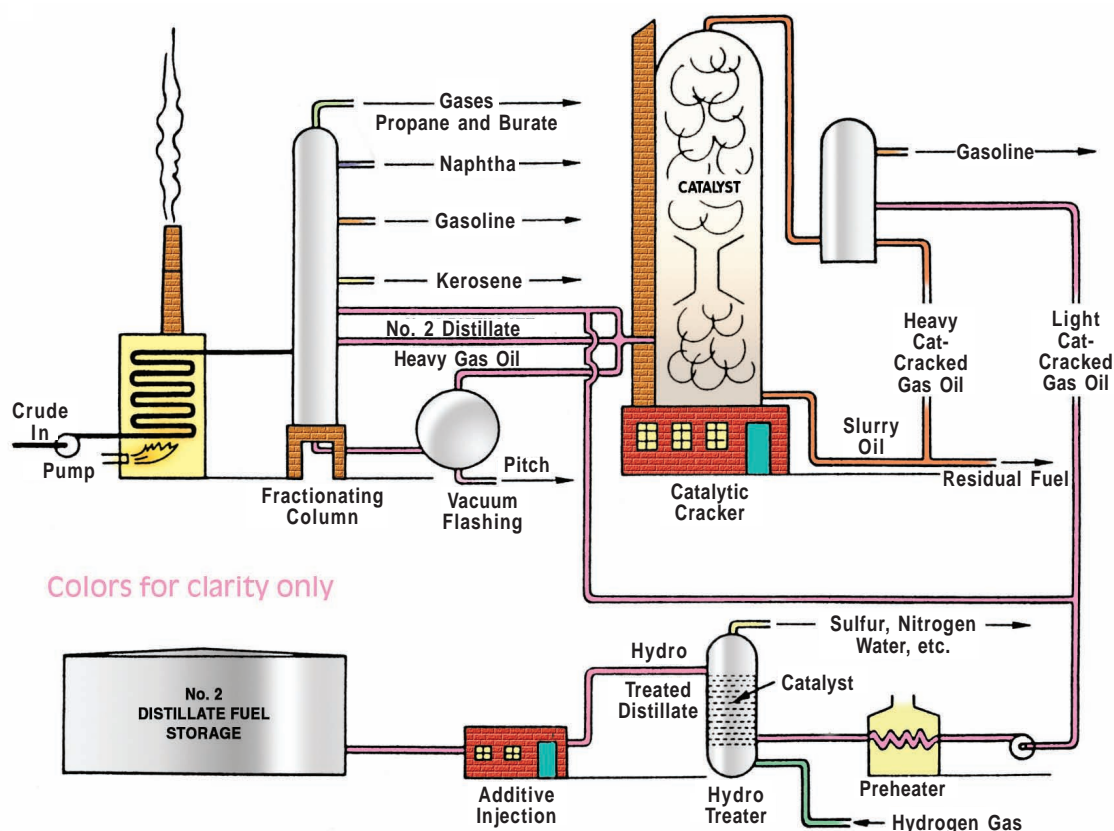 Gases
Propane and Burate
Naphtha
Gasoline
Kerosene
No. 2 Distillate
Heavy Gas Oil
Crude
In
Pump
Fractionating
Column
Vacuum
Flashing
Pitch
CATALYST
Catalytic
Cracker
Gasoline
Heavy
Cat-
Cracked
Gas Oil
Light
Cat-
Cracked
Gas Oil
Slurry
Oil
Residual Fuel
Colors for clarity only
No. 2
DISTILLATE FUEL
STORAGE
Additive
Injection
Hydro
Treated
Distillate
Sulfur, Nitrogen
Water, etc.
Catalyst
Hydro
Treater
Preheater
Hydrogen Gas